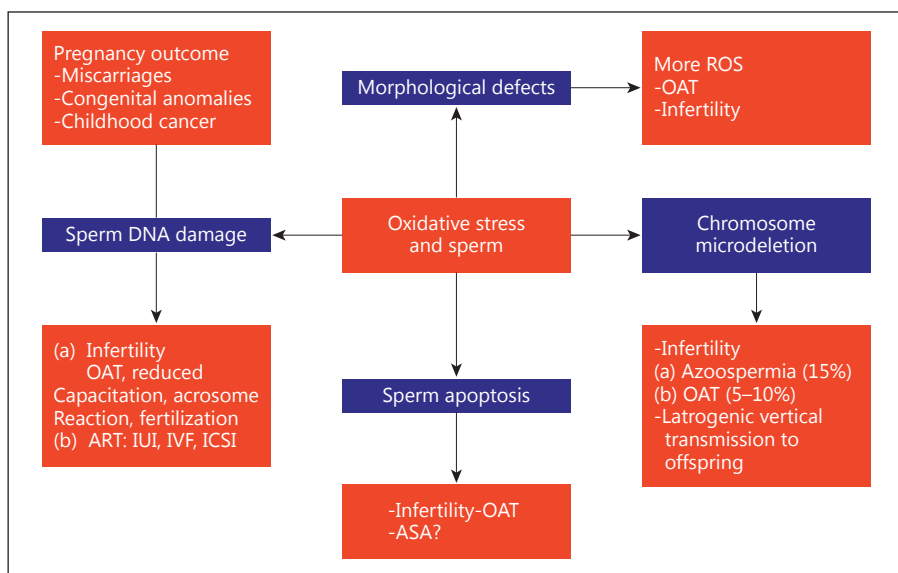 Pregnancy outcome
-Miscarriages
-Congenital anomalies
-Childhood cancer
Morphological defects
More ROS
-OAT
-Infertility
Sperm DNA damage
Oxidative stress
and sperm
Chromosome
microdeletion
(a) Infertility
OAT, reduced
Capacitation, acrosome
Reaction, fertilization
(b) ART: IUI, IVF, ICSI
Sperm apoptosis
-Infertility
(a) Azoospermia (15%)
(b) OAT (5–10%)
-Latrogenic vertical
transmission to
offspring
-Infertility-OAT
-ASA?